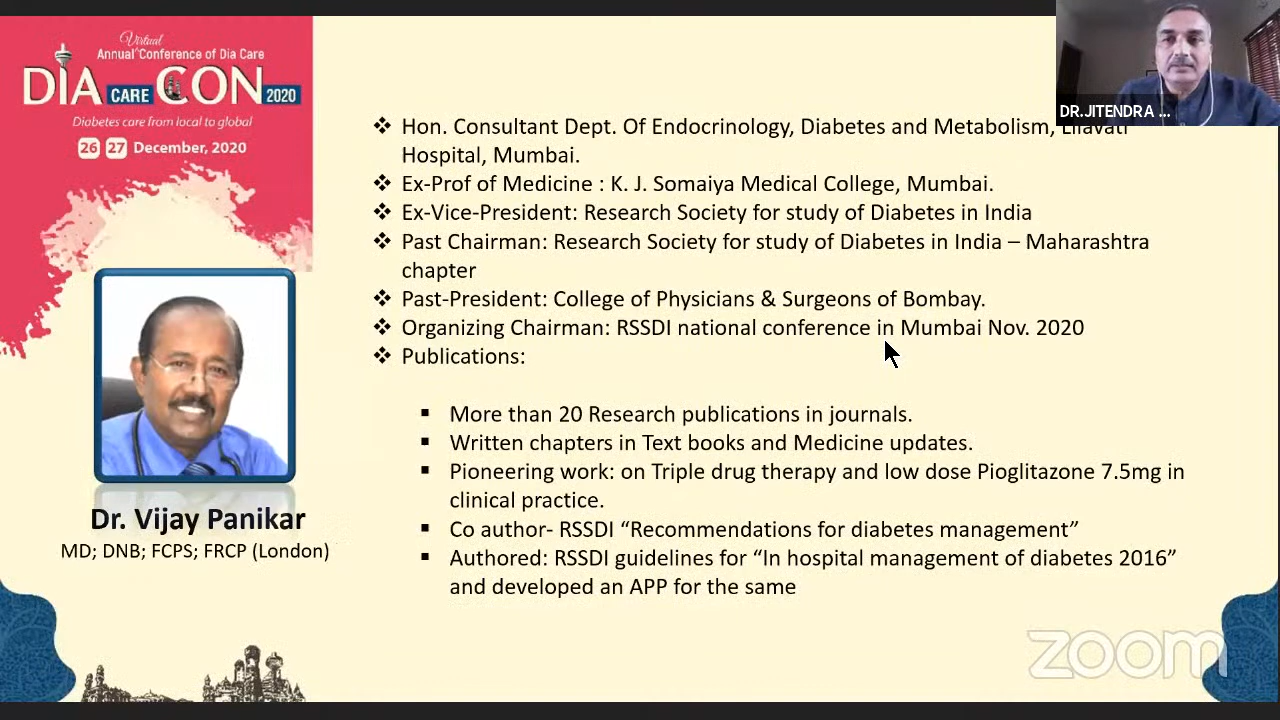 Virtual
Annual Conference of Dia Care
DIA CARE CON 2020
Diabetes care from local to global
26 27 December, 2020
DR.JITENDRA ...
❖ Hon. Consultant Dept. Of Endocrinology, Diabetes and Metabolism, Lilavati
Hospital, Mumbai.
❖ Ex-Prof of Medicine : K. J. Somaiya Medical College, Mumbai.
❖ Ex-Vice-President: Research Society for study of Diabetes in India
❖ Past Chairman: Research Society for study of Diabetes in India – Maharashtra
chapter
❖ Past-President: College of Physicians & Surgeons of Bombay.
❖ Organizing Chairman: RSSDI national conference in Mumbai Nov. 2020
❖ Publications:
▪ More than 20 Research publications in journals.
▪ Written chapters in Text books and Medicine updates.
▪ Pioneering work: on Triple drug therapy and low dose Pioglitazone 7.5mg in
clinical practice.
▪ Co author- RSSDI “Recommendations for diabetes management”
▪ Authored: RSSDI guidelines for “In hospital management of diabetes 2016”
and developed an APP for the same
Dr. Vijay Panikar
MD; DNB; FCPS; FRCP (London)
zoom